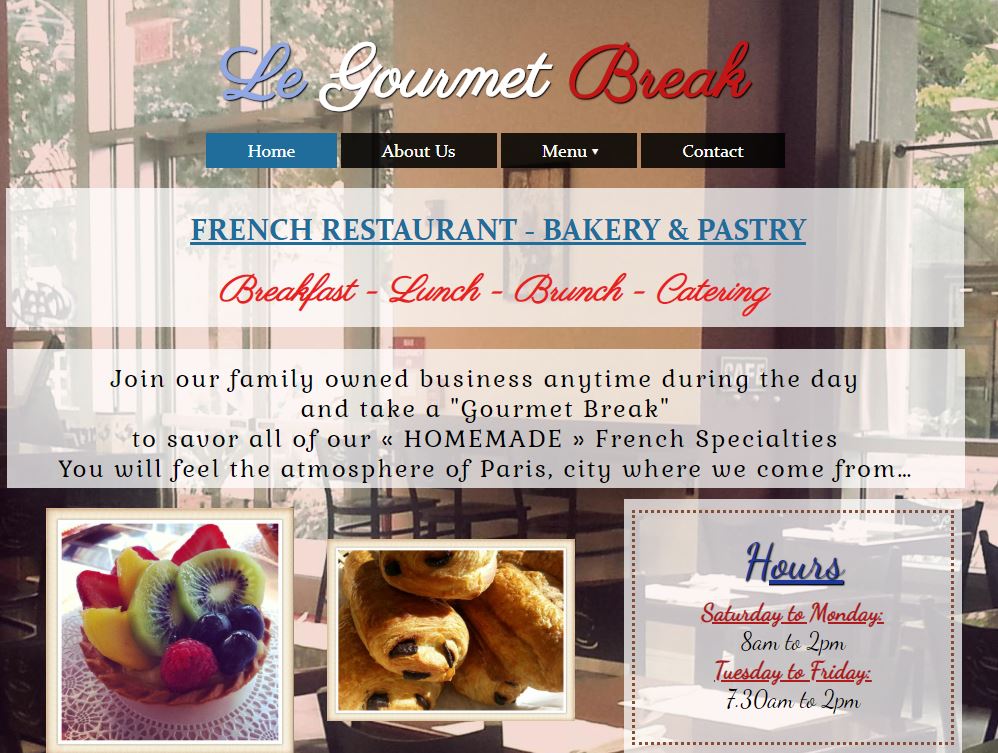 Le Gourmet Break
Home About Us Menu ▾ Contact
FRENCH RESTAURANT - BAKERY & PASTRY
Breakfast - Lunch - Brunch - Catering
Join our family owned business anytime during the day
and take a "Gourmet Break"
to savor all of our « HOMEMADE » French Specialties
You will feel the atmosphere of Paris, city where we come from...
CAFE
Hours
Saturday to Monday:
8am to 2pm
Tuesday to Friday:
7.30am to 2pm